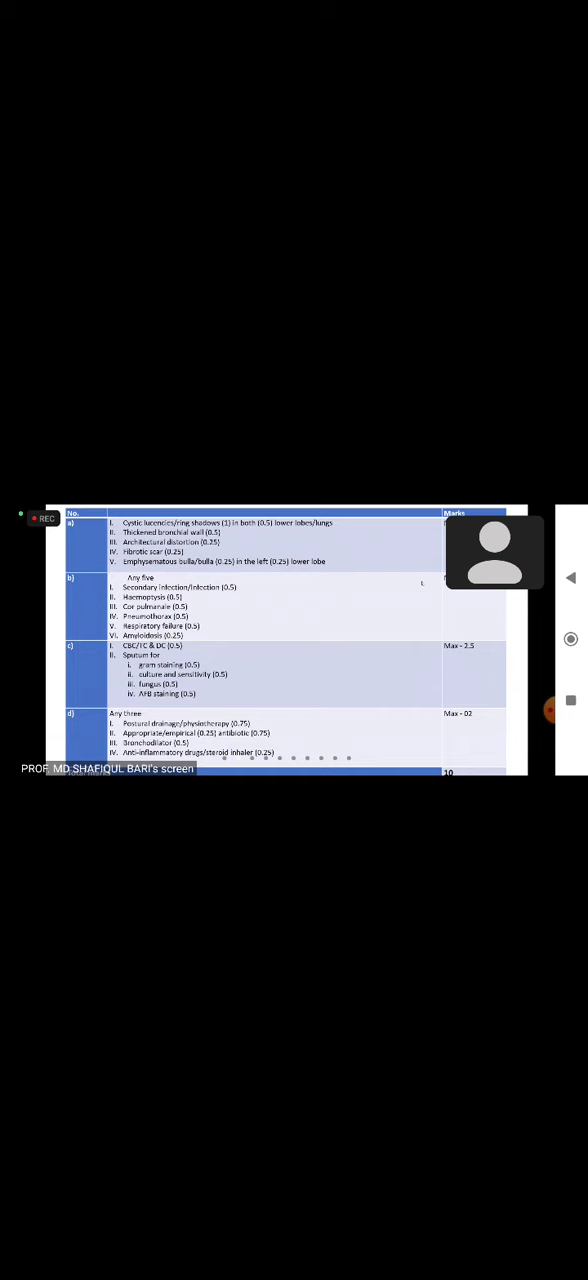 REC
No.
Marks
a)
I. Cystic lucencies/ring shadows (1) in both (0.5) lower lobes/lungs
II. Thickened bronchial wall (0.5)
III. Architectural distortion (0.25)
IV. Fibrotic scar (0.25)
V. Emphysematous bulla/bulla (0.25) in the left (0.25) lower lobe
b)
Any five
I. Secondary infection/Infection (0.5)
II. Haemoptysis (0.5)
III. Cor pulmanale (0.5)
IV. Pneumothorax (0.5)
V. Respiratory failure (0.5)
VI. Amyloidosis (0.25)
c)
I. CBC/TC & DC (0.5)
Max - 2.5
II. Sputum for
i. gram staining (0.5)
ii. culture and sensitivity (0.5)
iii. fungus (0.5)
iv. AFB staining (0.5)
d)
Any three
Max - 02
I. Postural drainage/physiotherapy (0.75)
II. Appropriate/empirical (0.25) antibiotic (0.75)
III. Bronchodilator (0.5)
IV. Anti-inflammatory drugs/steroid inhaler (0.25)
PROF. MD SHAFIQUL BARI's screen
10